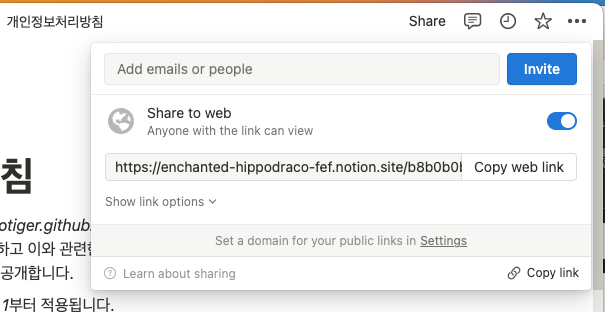 개인정보처리방침
Share
Add emails or people
Invite
Share to web
Anyone with the link can view
https://enchanted-hippodraco-fef.notion.site/b8b0b0b
Copy web link
Show link options
Set a domain for your public links in Settings
Learn about sharing
Copy link
침
otiger.github.
하고 이와 관련한
공개합니다.
1부터 적용됩니다.